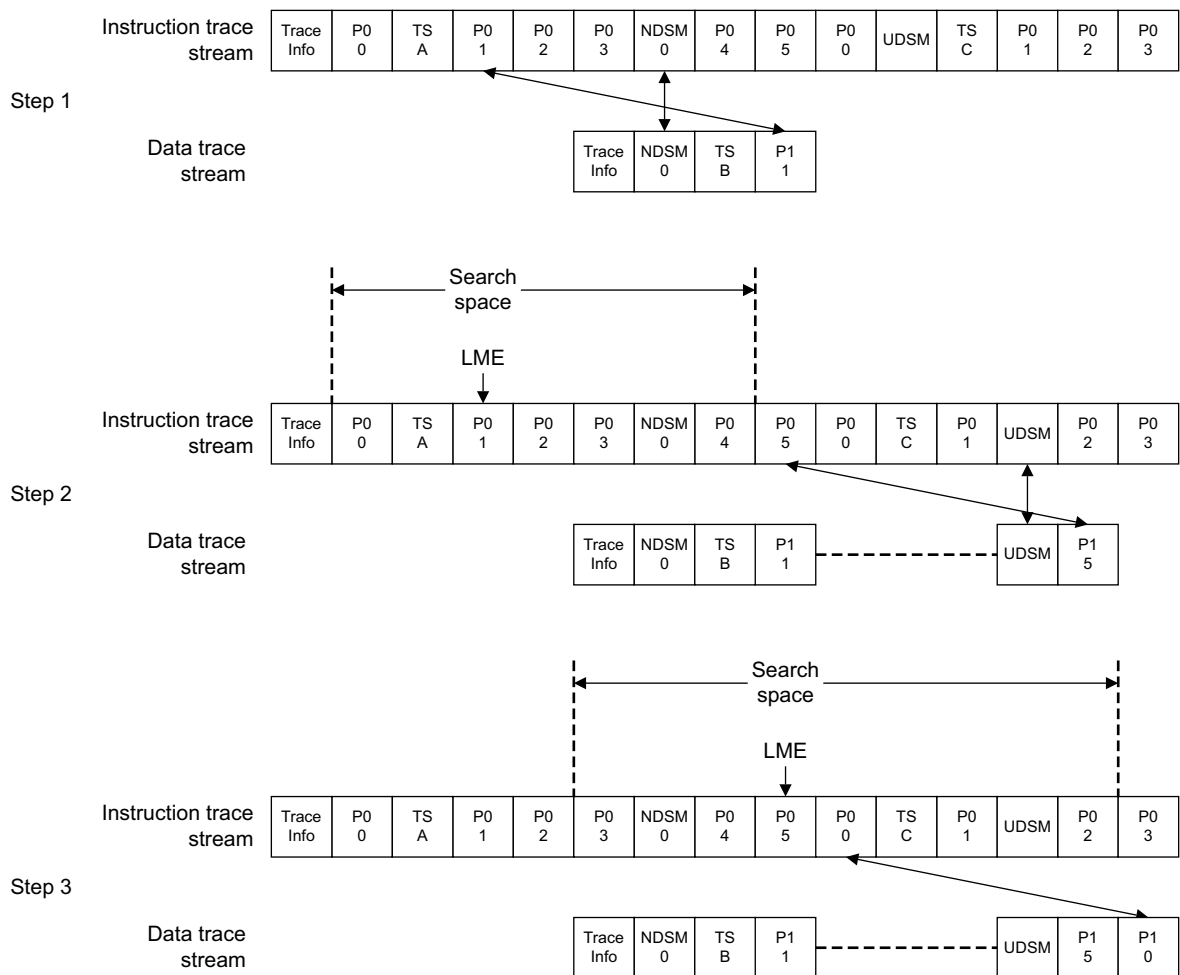 Instruction trace stream
Trace Info P0 0 TS A P0 1 P0 2 P0 3 NDSM 0 P0 4 P0 5 P0 0 UDSM TS C P0 1 P0 2 P0 3
Step 1
Data trace stream
Trace Info NDSM 0 TS B P1 1
Search space
LME
Instruction trace stream
Trace Info P0 0 TS A P0 1 P0 2 P0 3 NDSM 0 P0 4 P0 5 P0 0 TS C P0 1 UDSM P0 2 P0 3
Step 2
Data trace stream
Trace Info NDSM 0 TS B P1 1 UDSM P1 5
Search space
LME
Instruction trace stream
Trace Info P0 0 TS A P0 1 P0 2 P0 3 NDSM 0 P0 4 P0 5 P0 0 TS C P0 1 UDSM P0 2 P0 3
Step 3
Data trace stream
Trace Info NDSM 0 TS B P1 1 UDSM P1 5 P1 0